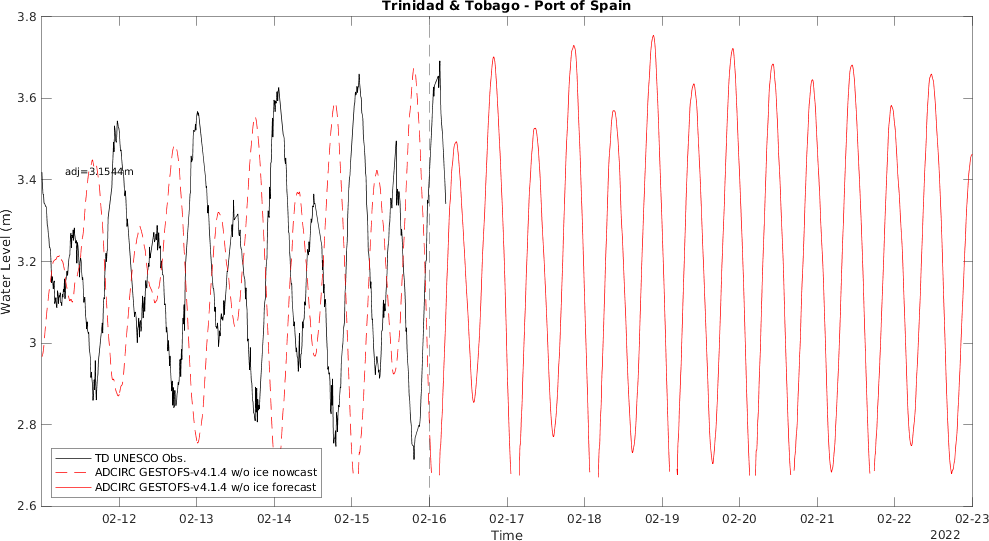 Trinidad & Tobago - Port of Spain
3.8
3.6
3.4
3.2
3
2.8
2.6
Water Level (m)
adj=3.1544m
TD UNESCO Obs.
ADCIRC GESTOFS-v4.1.4 w/o ice nowcast
ADCIRC GESTOFS-v4.1.4 w/o ice forecast
02-12 02-13 02-14 02-15 02-16 02-17 02-18 02-19 02-20 02-21 02-22 02-23
Time
2022